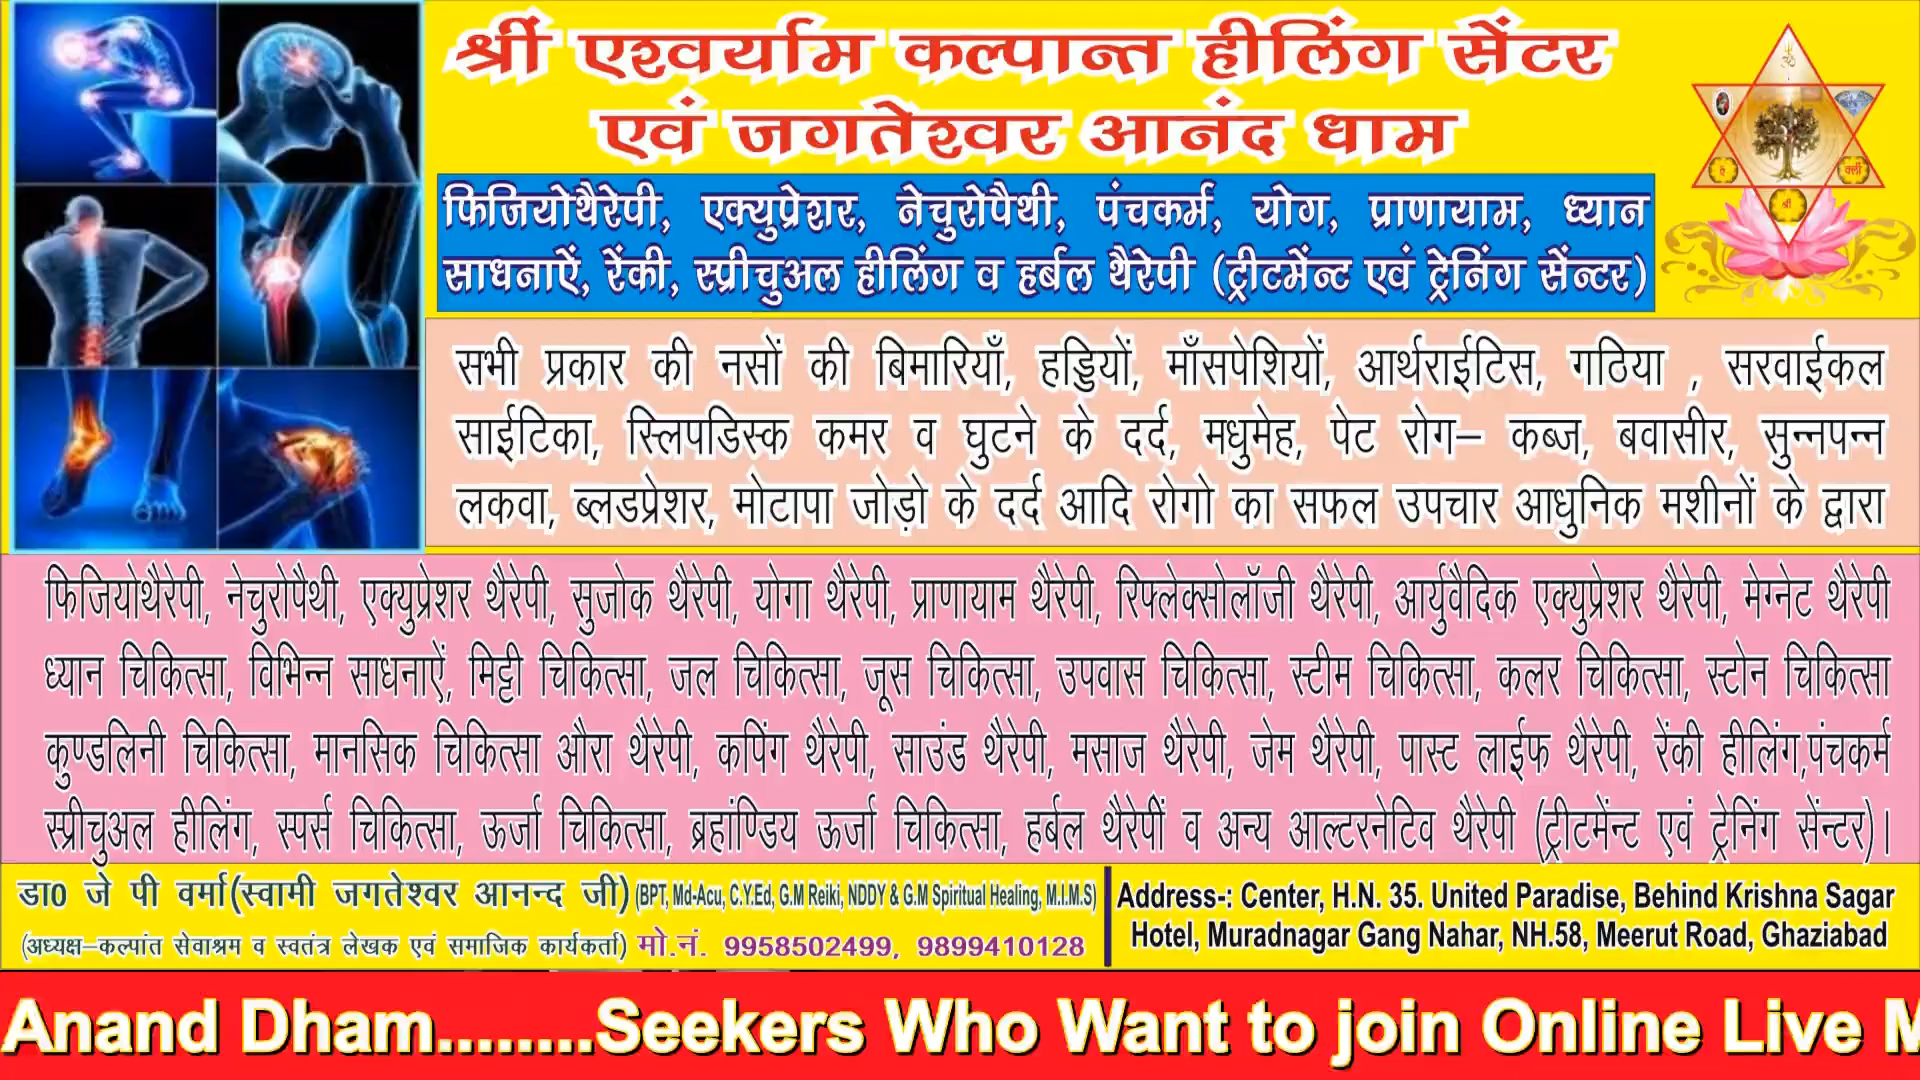 श्रीं एश्वर्याम कल्पान्त हीलिंग सेंटर
एवं जगतेश्वर आनंद धाम
फिजियोथैरेपी, एक्युप्रेशर, नेचुरोपैथी, पंचकर्म, योग, प्राणायाम, ध्यान
साधनाऐं, रेंकी, स्प्रीचुअल हीलिंग व हर्बल थैरेपी (ट्रीटमेंन्ट एवं ट्रेनिंग सेंन्टर)
सभी प्रकार की नसों की बिमारियाँ, हड्डियों, माँसपेशियों, आर्थराईटिस, गठिया , सरवाईकल
साईटिका, स्लिपडिस्क कमर व घुटने के दर्द, मधुमेह, पेट रोग– कब्ज, बवासीर, सुन्नपन्न
लकवा, ब्लडप्रेशर, मोटापा जोड़ो के दर्द आदि रोगो का सफल उपचार आधुनिक मशीनों के द्वारा
फिजियोथैरेपी, नेचुरोपैथी, एक्युप्रेशर थैरेपी, सुजोक थैरेपी, योगा थैरेपी, प्राणायाम थैरेपी, रिफ्लेक्सोलॉजी थैरेपी, आर्युवैदिक एक्युप्रेशर थैरेपी, मेग्नेट थैरेपी
ध्यान चिकित्सा, विभिन्न साधनाऐं, मिट्टी चिकित्सा, जल चिकित्सा, जूस चिकित्सा, उपवास चिकित्सा, स्टीम चिकित्सा, कलर चिकित्सा, स्टोन चिकित्सा
कुण्डलिनी चिकित्सा, मानसिक चिकित्सा औरा थैरेपी, कपिंग थैरेपी, साउंड थैरेपी, मसाज थैरेपी, जेम थैरेपी, पास्ट लाईफ थैरेपी, रेंकी हीलिंग,पंचकर्म
स्प्रीचुअल हीलिंग, स्पर्स चिकित्सा, ऊर्जा चिकित्सा, ब्रहांण्डिय ऊर्जा चिकित्सा, हर्बल थैरेपीं व अन्य आल्टरनेटिव थैरेपी (ट्रीटमेंन्ट एवं ट्रेनिंग सेंन्टर)।
डा0 जे पी वर्मा(स्वामी जगतेश्वर आनन्द जी) (BPT, Md-Acu, C.Y.Ed, G.M Reiki, NDDY & G.M Spiritual Healing, M.I.M.S)
(अध्यक्ष–कल्पांत सेवाश्रम व स्वतंत्र लेखक एवं समाजिक कार्यकर्ता) मो.नं. 9958502499, 9899410128
Address-: Center, H.N. 35. United Paradise, Behind Krishna Sagar
Hotel, Muradnagar Gang Nahar, NH.58, Meerut Road, Ghaziabad
Anand Dham........Seekers Who Want to join Online Live M